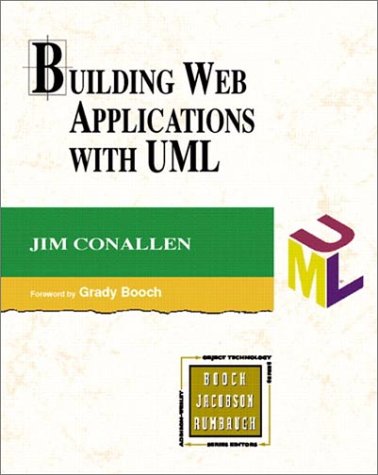 BUILDING WEB
APPLICATIONS
WITH UML
JIM CONALLEN
Foreword by Grady Booch
UML
OBJECT TECHNOLOGY
SERIES
BOOCH
JACOBSON
RUMBAUGH
ADDISON-WESLEY
SERIES EDITORS